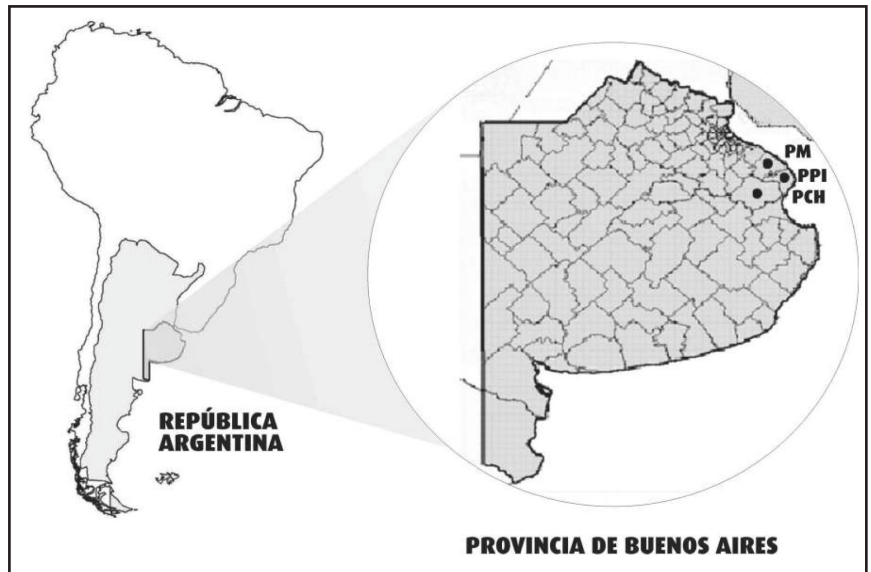 PM
PPI
PCH
REPÚBLICA
ARGENTINA
PROVINCIA DE BUENOS AIRES